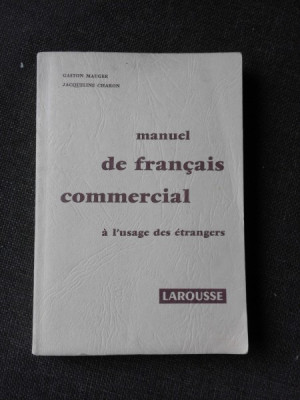 GASTON MAUGER
JACQUELINE CHARON
manuel
de français
commercial
à l'usage des étrangers
LAROUSSE